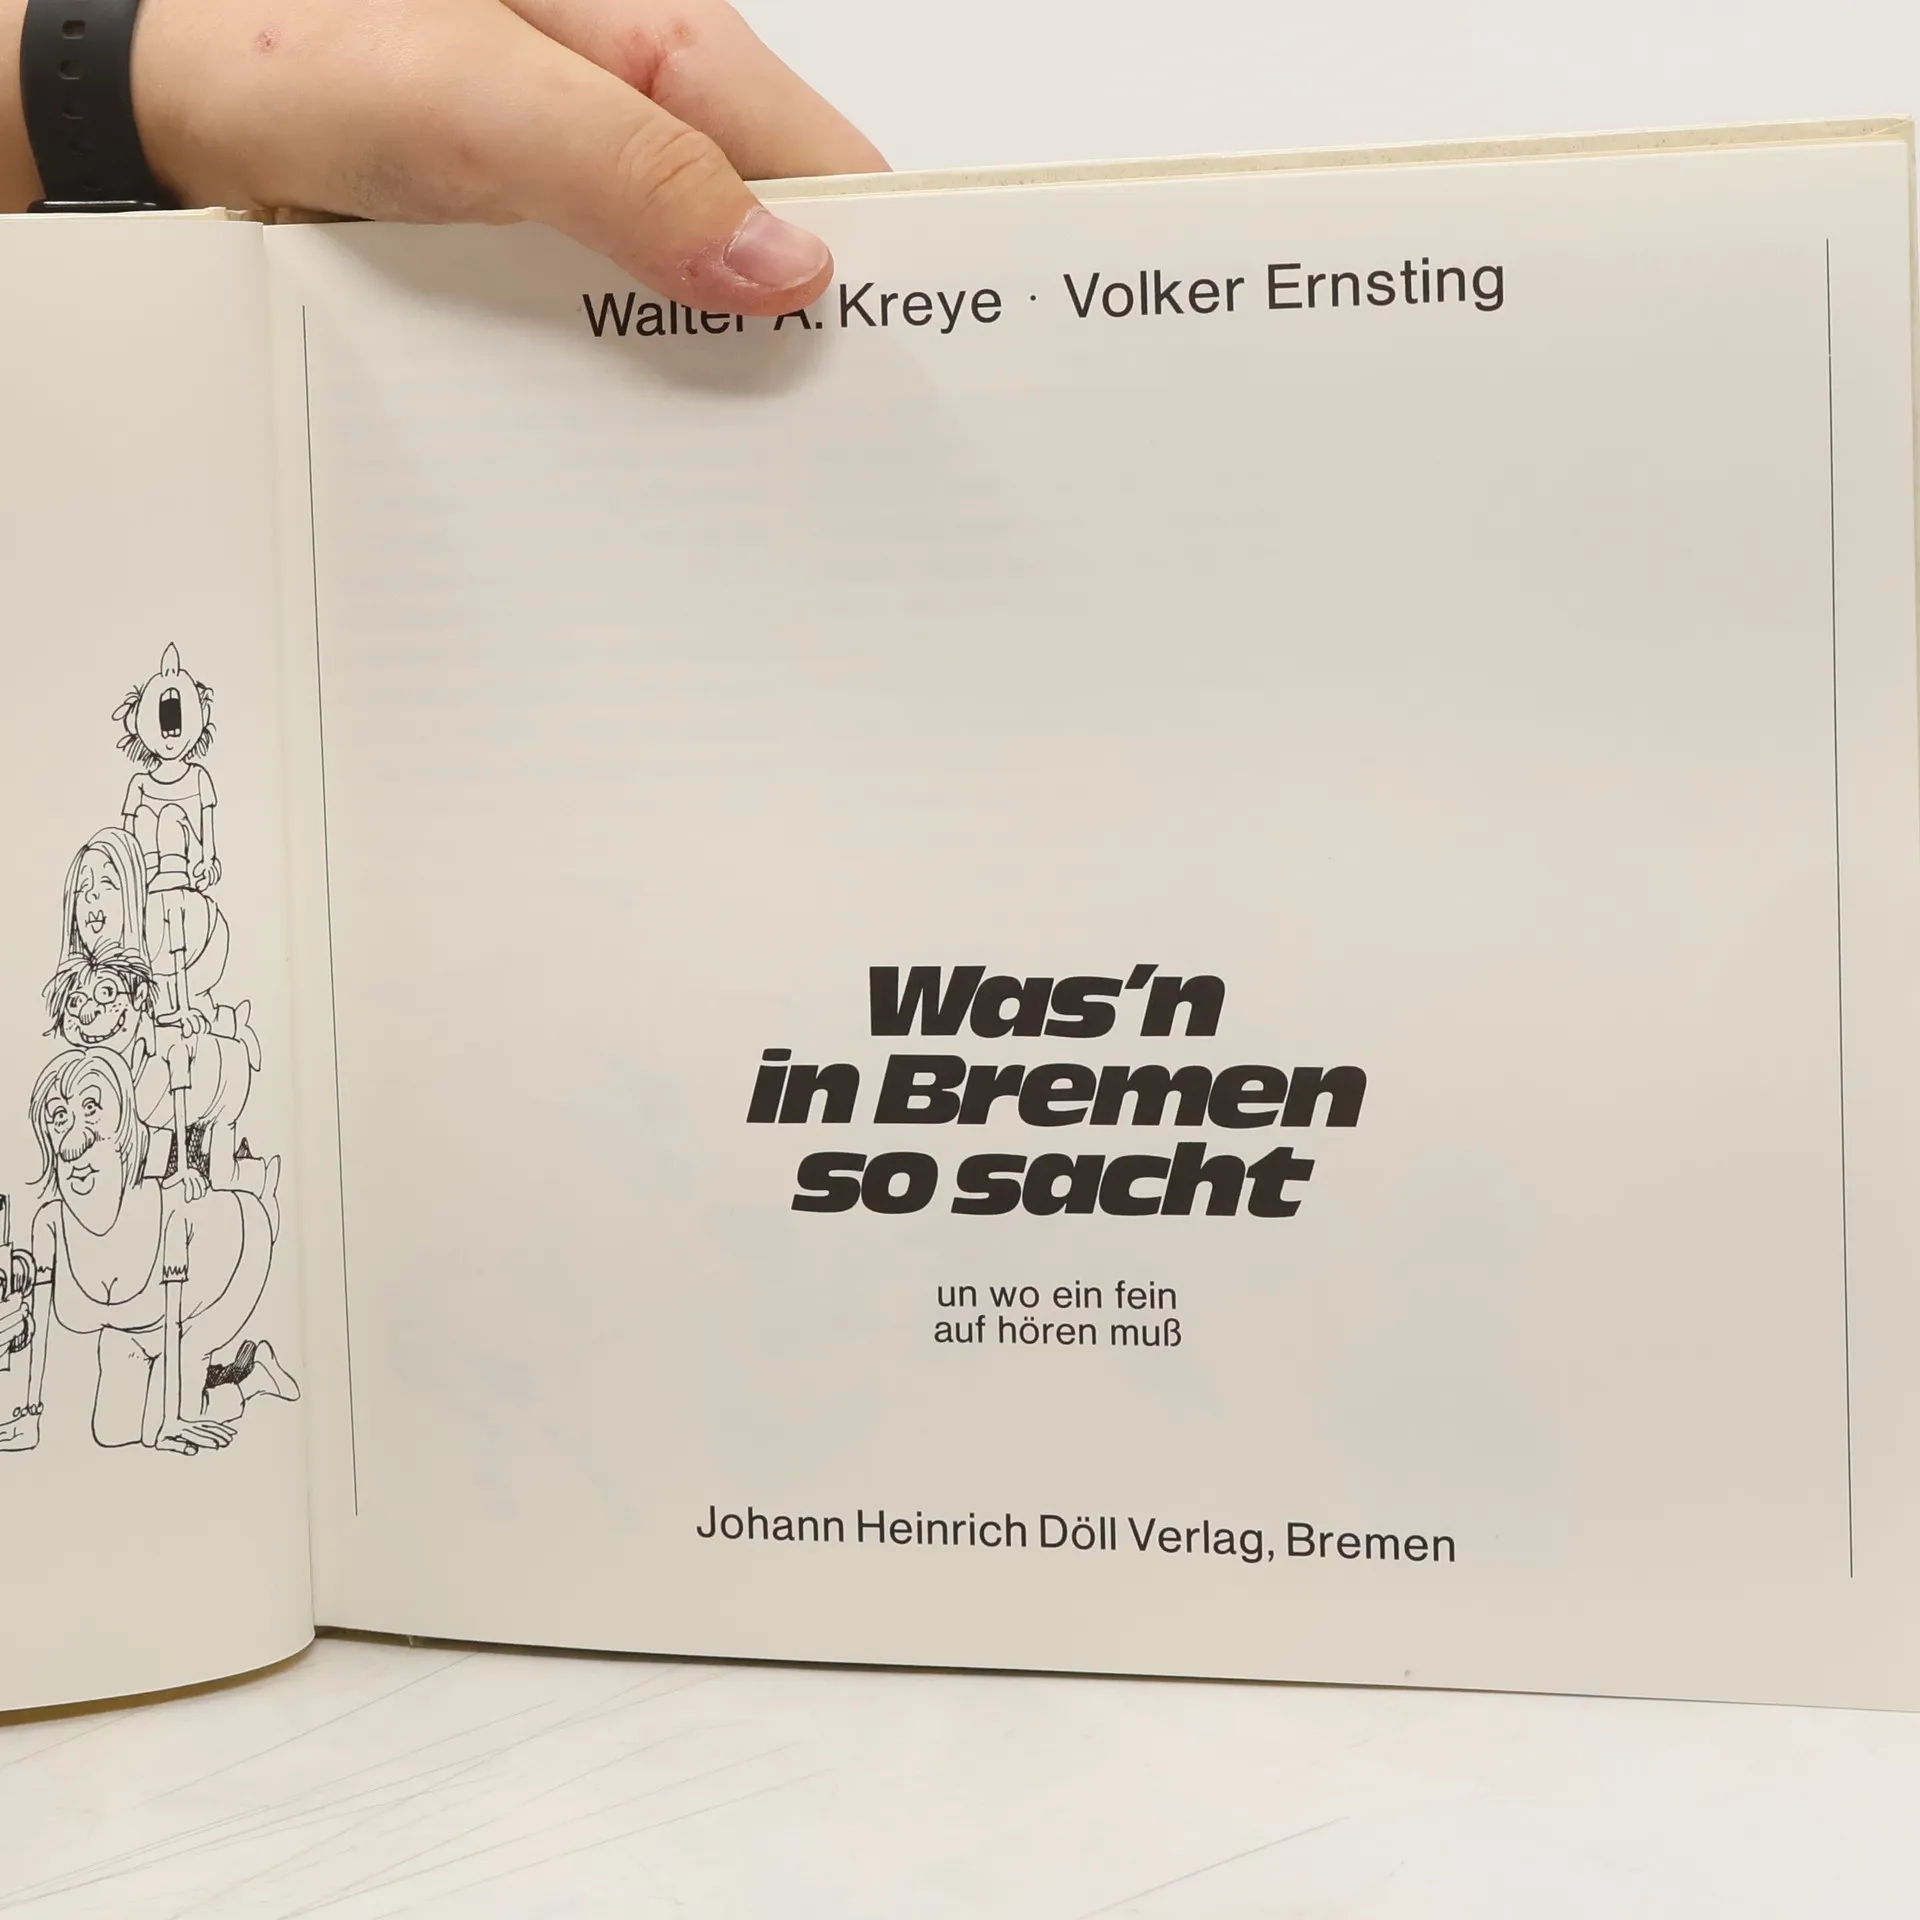 Walter A. Kreye · Volker Ernsting
Was'n
in Bremen
so sacht
un wo ein fein
auf hören muß
Johann Heinrich Döll Verlag, Bremen